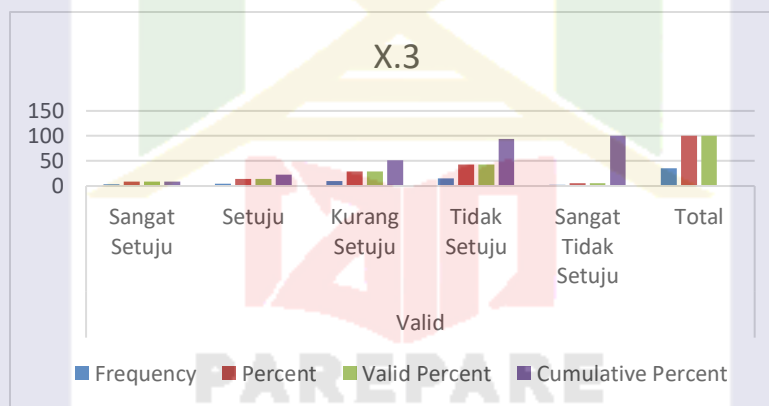 X.3
150
100
50
0
Sangat Setuju
Setuju
Kurang Setuju
Tidak Setuju
Sangat Tidak Setuju
Total
Valid
Frequency Percent Valid Percent Cumulative Percent
PAREPARE